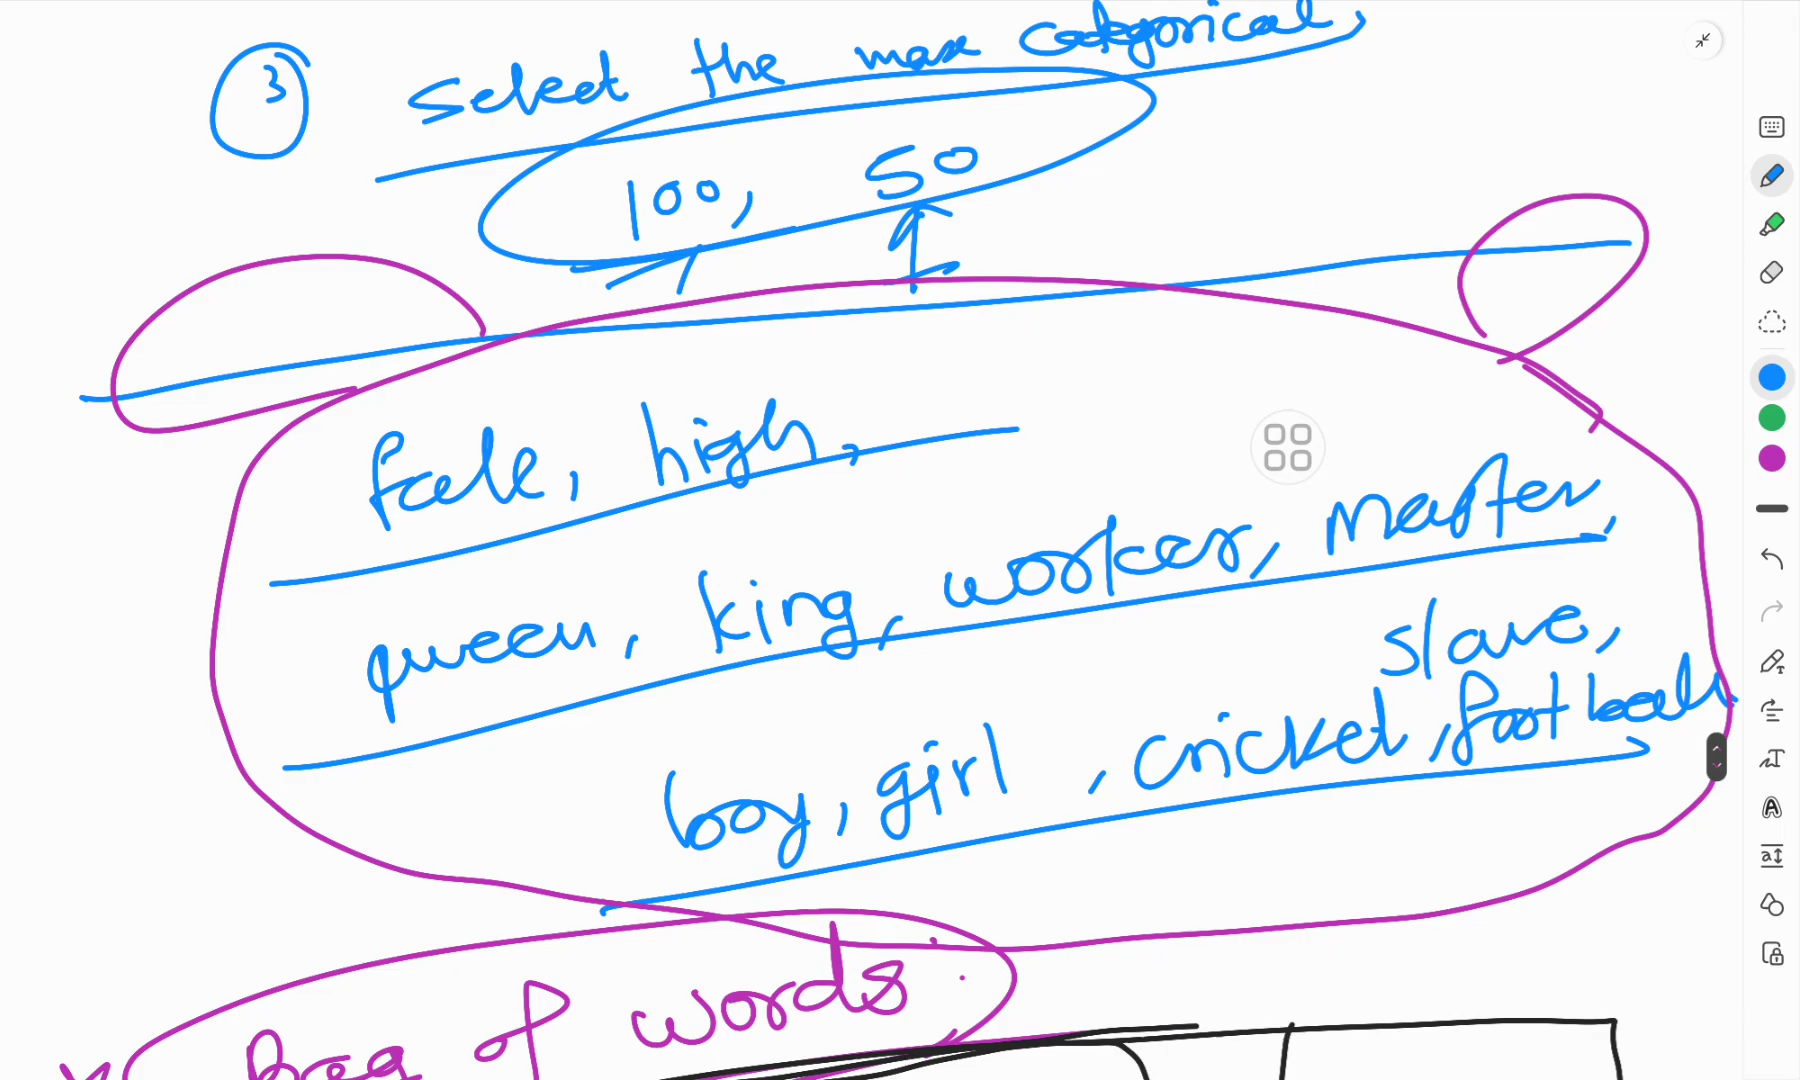 3 select the max categorical,
100, 50
fall, high,
queen, king, worker, master,
slave,
boy, girl, cricket, football
Bag of words.